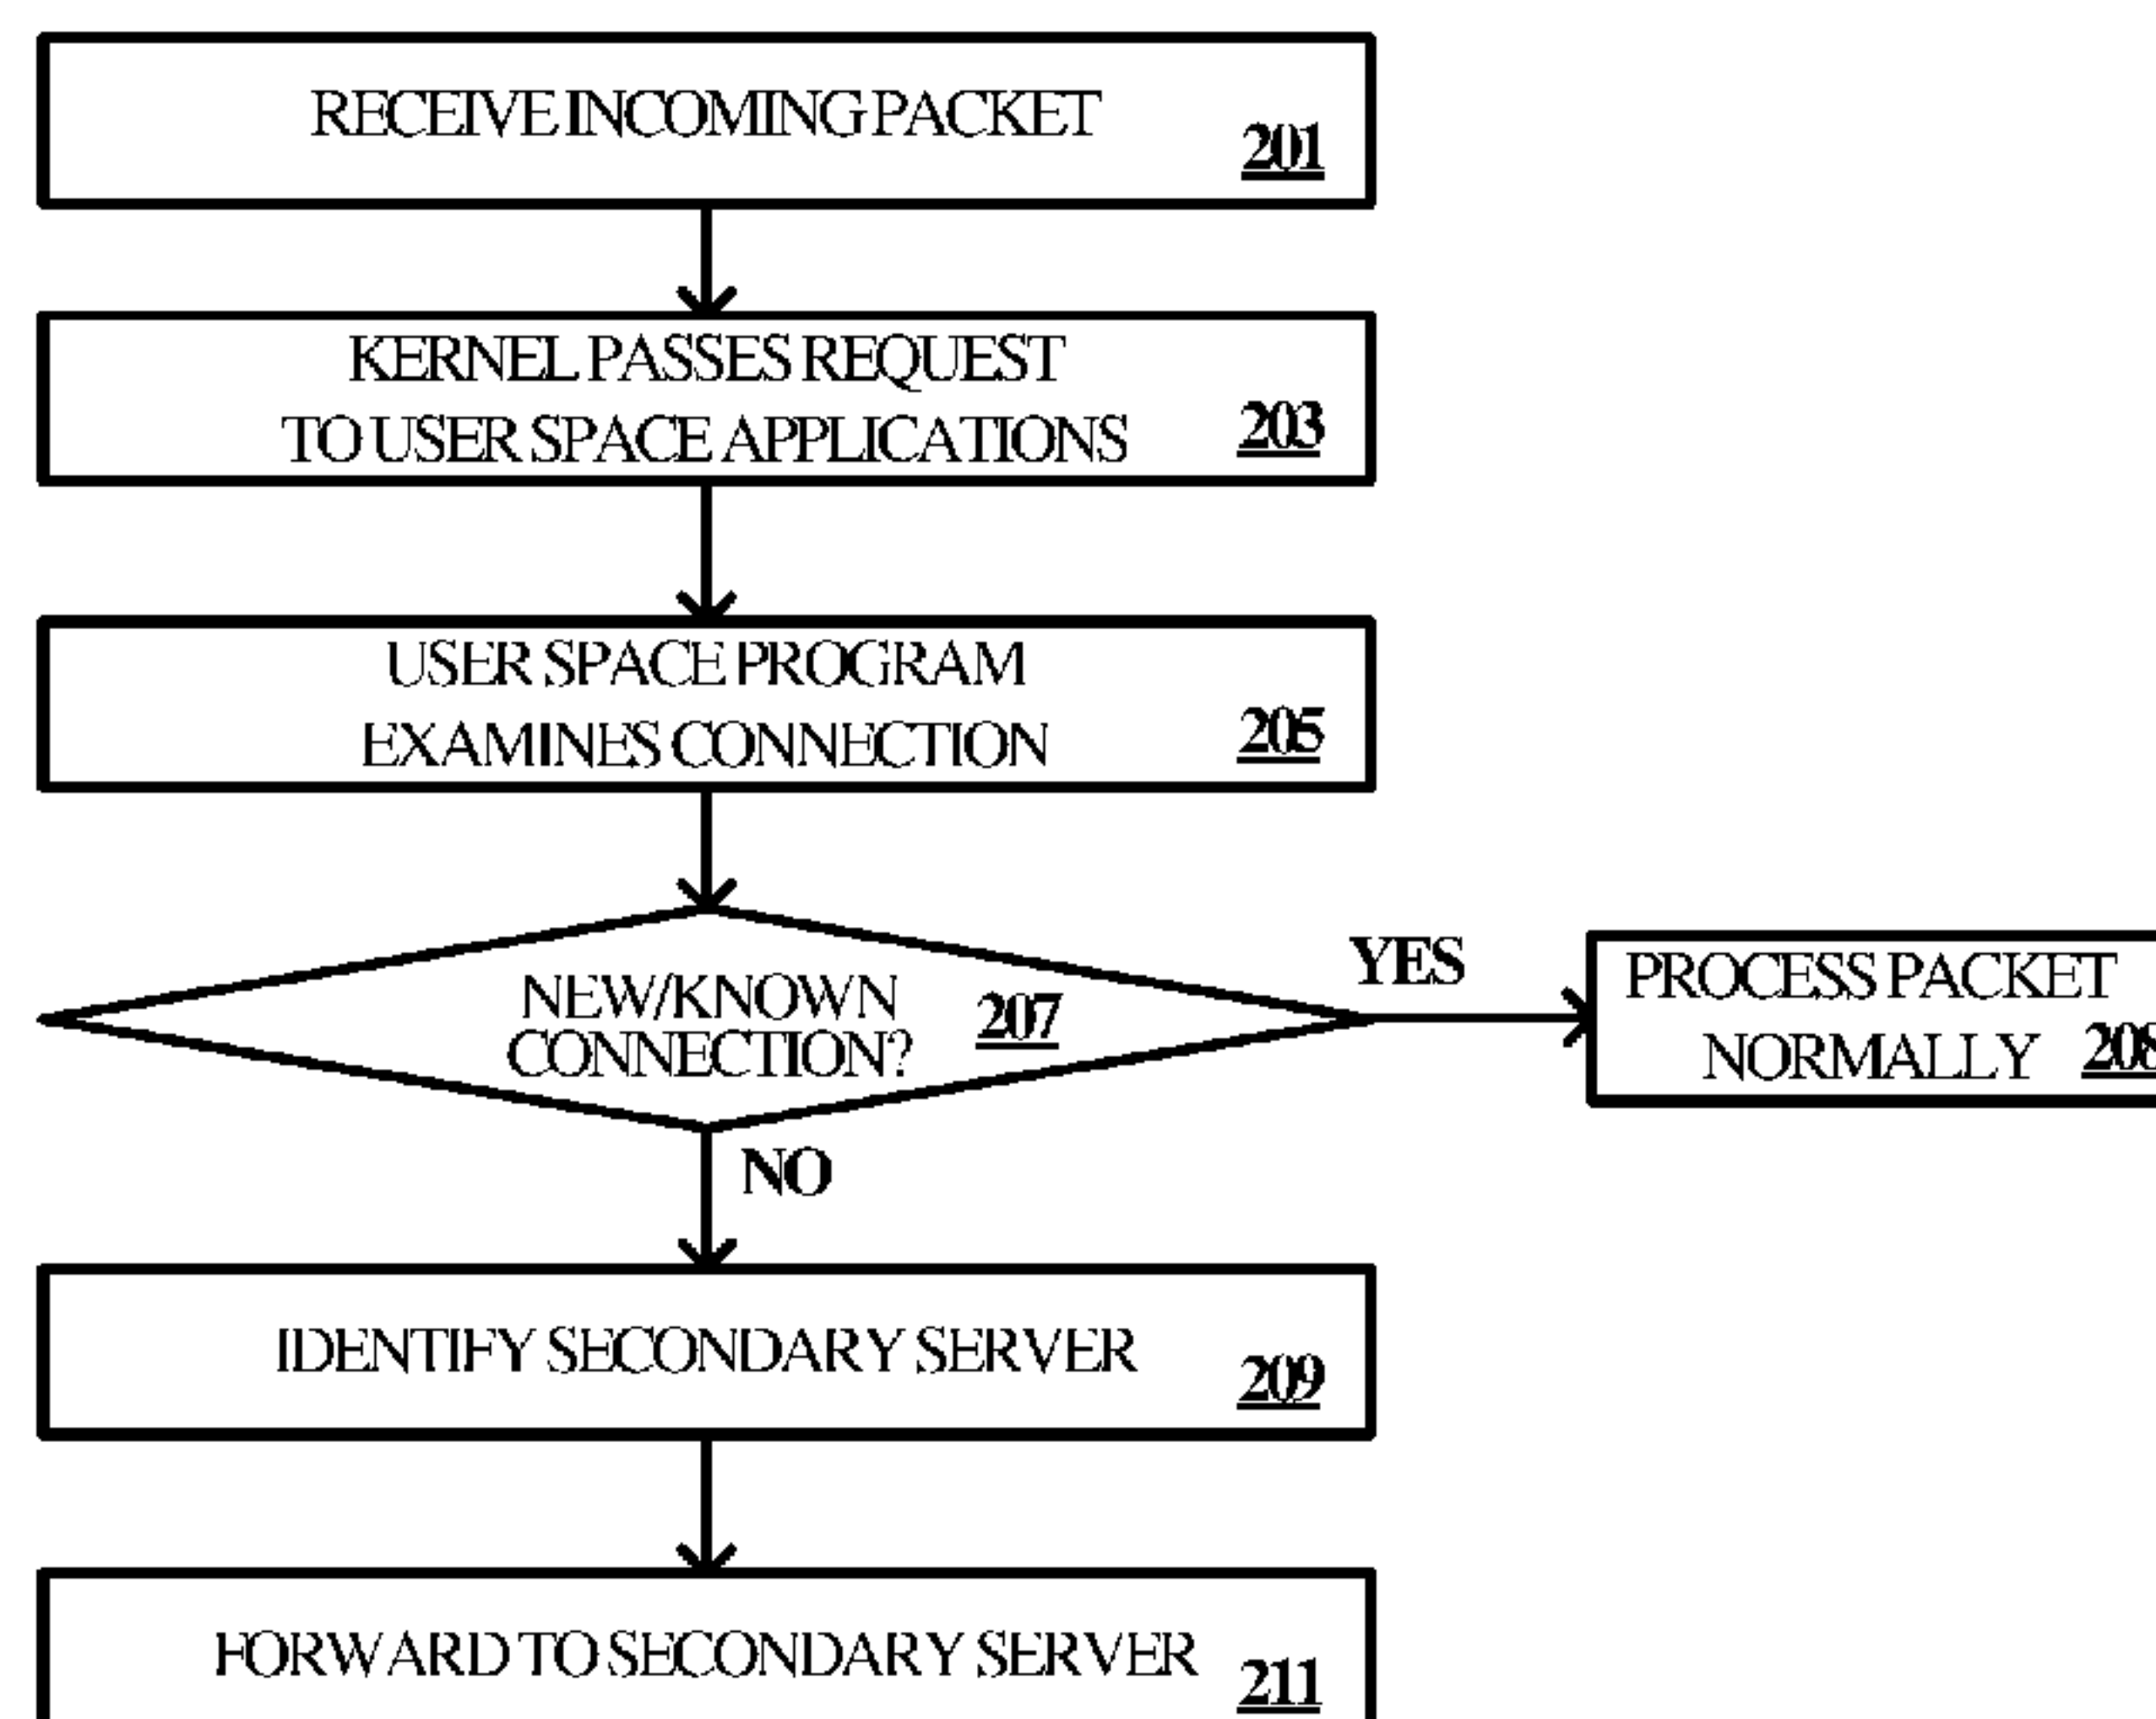 RECEIVE INCOMING PACKET
201
KERNEL PASSES REQUEST
TO USER SPACE APPLICATIONS
203
USER SPACE PROGRAM
EXAMINES CONNECTION
205
NEW/KNOWN
CONNECTION?
207
YES
PROCESS PACKET
NORMALLY
208
NO
IDENTIFY SECONDARY SERVER
209
FORWARD TO SECONDARY SERVER
211